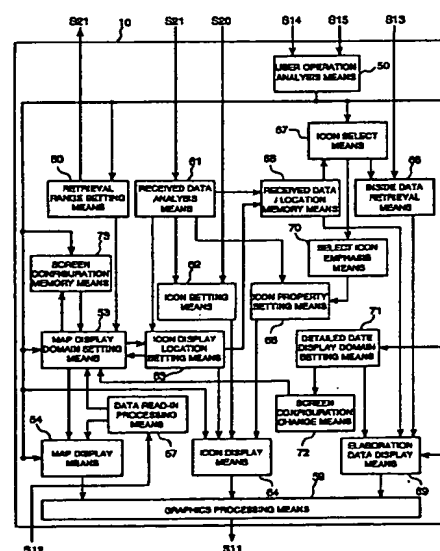 S21
10
S21
S20
S14
S15
S13
USER OPERATION
ANALYSIS MEANS
50
ICON SELECT
MEANS
67
60
RETRIEVAL
RANGE SETTING
MEANS
61
RECEIVED DATA
ANALYSIS MEANS
68
RECEIVED DATA
/ LOCATION
MEMORY MEANS
66
INSIDE DATA
RETRIEVAL MEANS
73
SCREEN
CONFIGURATION
MEMORY MEANS
70
SELECT ICON
EMPHASIS MEANS
62
ICON SETTING
MEANS
ICON PROPERTY
SETTING MEANS
65
71
DETAILED DATE
DISPLAY DOMAIN
SETTING MEANS
53
MAP DISPLAY
DOMAIN SETTING
MEANS
ICON DISPLAY
LOCATION
SETTING MEANS
63
54
DATA READ-IN
PROCESSING
MEANS
57
SCREEN
CONFIGURATION
CHANGE MEANS
72
MAP DISPLAY
MEANS
ICON DISPLAY
MEANS
64
ELABORATION
DATA DISPLAY
MEANS
69
GRAPHICS PROCESSING MEANS
S12
S11